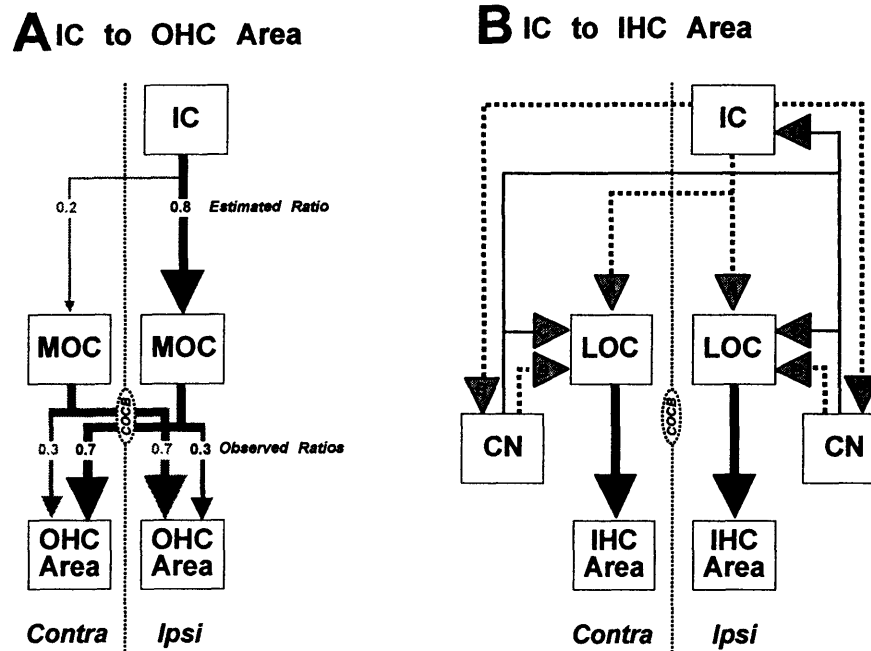 A IC to OHC Area
IC
0.2
0.8
Estimated Ratio
MOC
MOC
COCB
0.3
0.7
0.7
0.3
Observed Ratios
OHC
Area
OHC
Area
Contra
Ipsi
B IC to IHC Area
IC
LOC
LOC
COCB
CN
CN
IHC
Area
IHC
Area
Contra
Ipsi